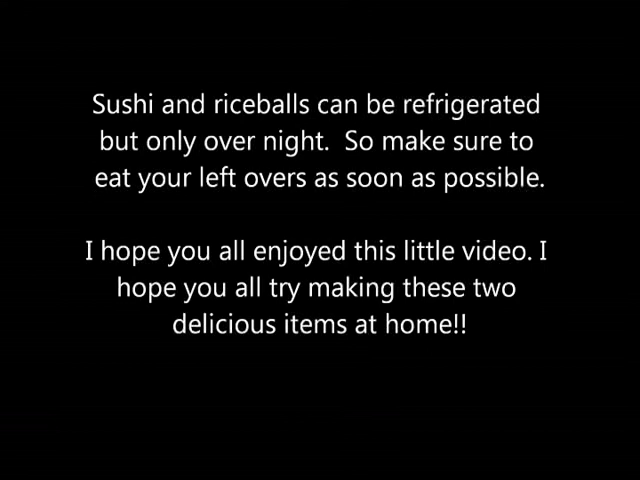 Sushi and riceballs can be refrigerated
but only over night.  So make sure to
eat your left overs as soon as possible.
I hope you all enjoyed this little video. I
hope you all try making these two
delicious items at home!!